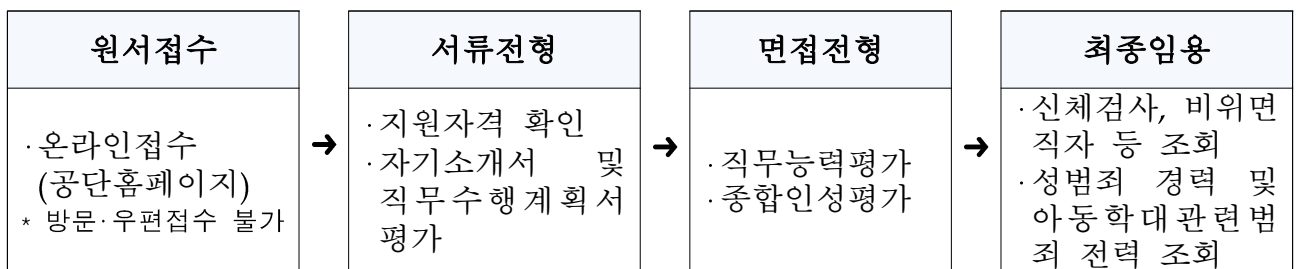 원서접수
·온라인접수
(공단홈페이지)
* 방문·우편접수 불가
➜
서류전형
·지원자격 확인
·자기소개서 및
직무수행계획서
평가
➜
면접전형
·직무능력평가
·종합인성평가
➜
최종임용
·신체검사, 비위면
직자 등 조회
·성범죄 경력 및
아동학대관련범
죄 전력 조회